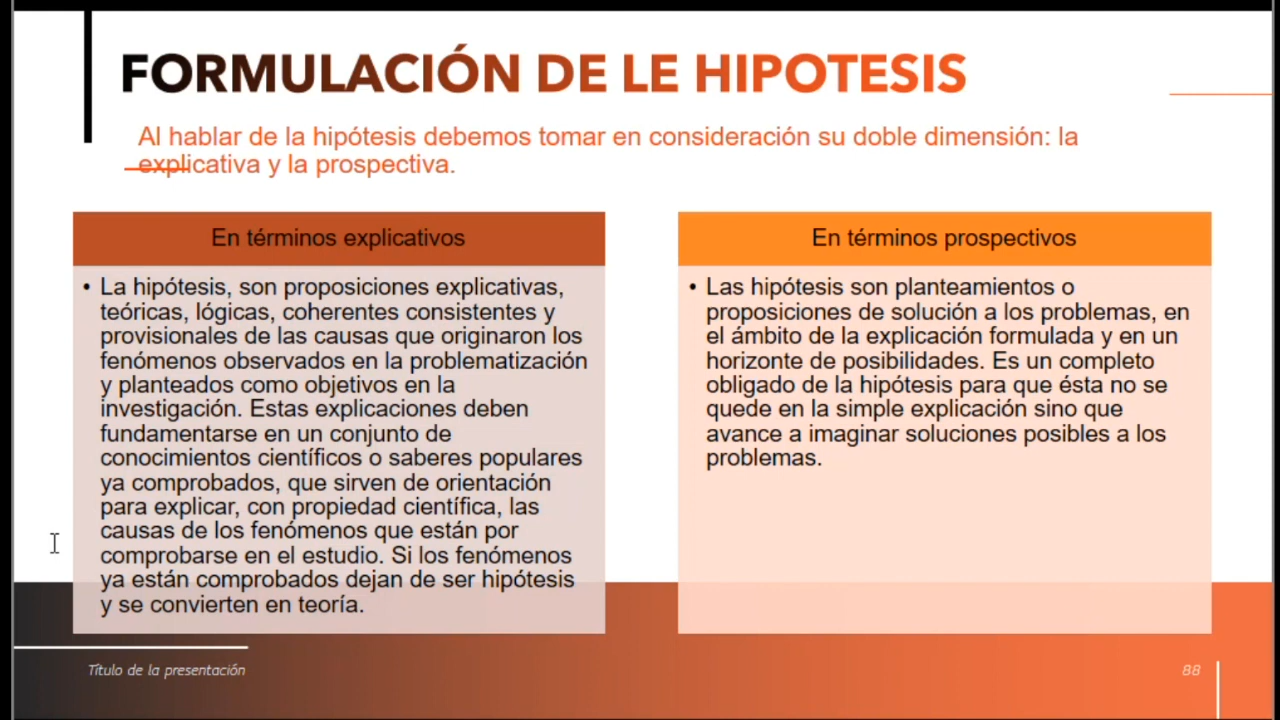 FORMULACIÓN DE LE HIPOTESIS
Al hablar de la hipótesis debemos tomar en consideración su doble dimensión: la
explicativa y la prospectiva.
En términos explicativos
• La hipótesis, son proposiciones explicativas,
teóricas, lógicas, coherentes consistentes y
provisionales de las causas que originaron los
fenómenos observados en la problematización
y planteados como objetivos en la
investigación. Estas explicaciones deben
fundamentarse en un conjunto de
conocimientos científicos o saberes populares
ya comprobados, que sirven de orientación
para explicar, con propiedad científica, las
causas de los fenómenos que están por
comprobarse en el estudio. Si los fenómenos
ya están comprobados dejan de ser hipótesis
y se convierten en teoría.
En términos prospectivos
• Las hipótesis son planteamientos o
proposiciones de solución a los problemas, en
el ámbito de la explicación formulada y en un
horizonte de posibilidades. Es un completo
obligado de la hipótesis para que ésta no se
quede en la simple explicación sino que
avance a imaginar soluciones posibles a los
problemas.
Título de la presentación
88